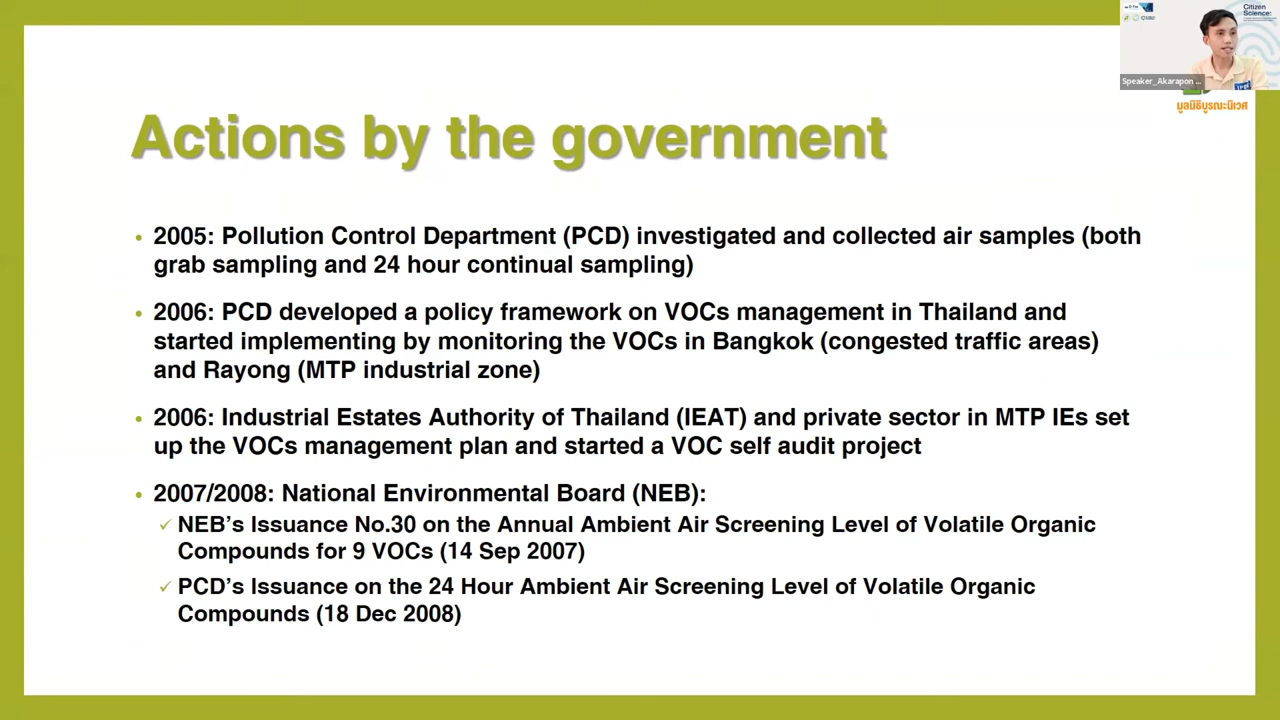 Citizen
Science:
Speaker_Akarapon ...
มูลนิธิบูรณะนิเวศ
Actions by the government
• 2005: Pollution Control Department (PCD) investigated and collected air samples (both
grab sampling and 24 hour continual sampling)
• 2006: PCD developed a policy framework on VOCs management in Thailand and
started implementing by monitoring the VOCs in Bangkok (congested traffic areas)
and Rayong (MTP industrial zone)
• 2006: Industrial Estates Authority of Thailand (IEAT) and private sector in MTP IEs set
up the VOCs management plan and started a VOC self audit project
• 2007/2008: National Environmental Board (NEB):
✓ NEB’s Issuance No.30 on the Annual Ambient Air Screening Level of Volatile Organic
Compounds for 9 VOCs (14 Sep 2007)
✓ PCD’s Issuance on the 24 Hour Ambient Air Screening Level of Volatile Organic
Compounds (18 Dec 2008)